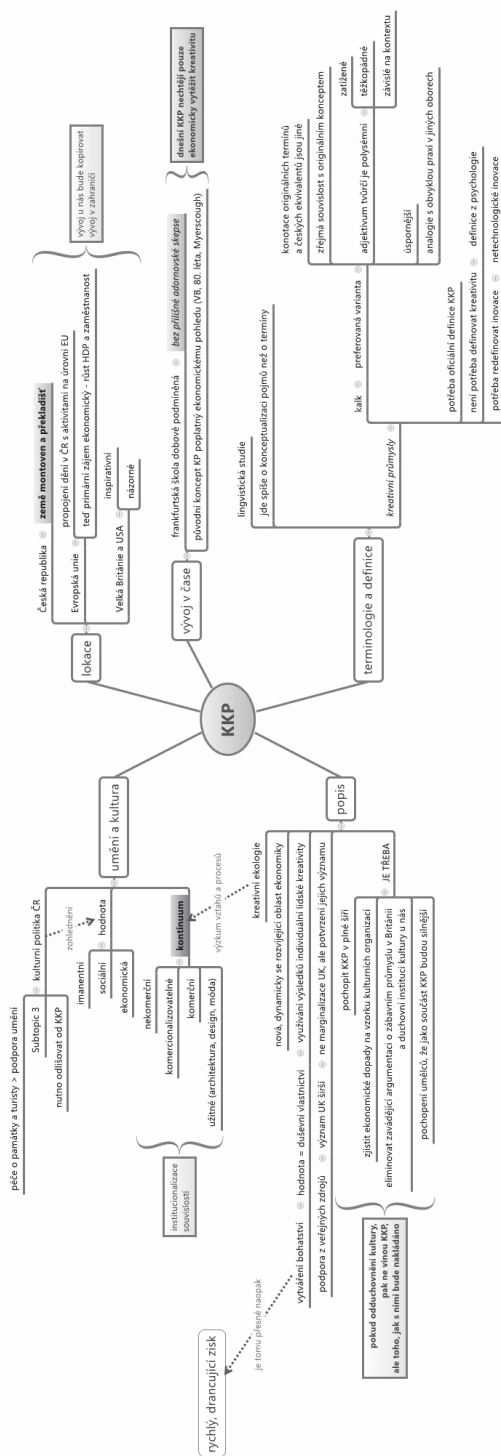 KKP
umění a kultura
péče o památky a turisty > podpora umění
Subtopic 3
nutno odlišovat od KKP
kulturní politika ČR
zohlednění
imanentní
sociální
ekonomická
hodnota
nekomerční
komercionalizovatelné
komerční
užitné (architektura, design, móda)
kontinuum
institucionalizace
souvislostí
výzkum vztahů a procesů
popis
kreativní ekologie
nová, dynamicky se rozvíjející oblast ekonomiky
vytváření bohatství
hodnota = duševní vlastnictví
využívání výsledků individuální lidské kreativity
podpora z veřejných zdrojů
význam UK širší
ne marginalizace UK, ale potvrzení jejich významu
JE TŘEBA
pochopit KKP v plné šíři
zjistit ekonomické dopady na vzorku kulturních organizací
eliminovat zavádějící argumentaci o zábavním průmyslu v Británii
a duchovní institucí kultury u nás
pochopení umělců, že jako součást KKP budou silnější
pokud odduchovnění kultury,
pak ne vinou KKP,
ale toho, jak s nimi bude nakládáno
je tomu přesně naopak
rychlý, drancující zisk
lokace
Česká republika
země montoven a překladišť
Evropská unie
propojení dění v ČR s aktivitami na úrovni EU
teď primární zájem ekonomický - růst HDP a zaměstnanost
Velká Británie a USA
inspirativní
názorné
vývoj u nás bude kopírovat
vývoj v zahraničí
vývoj v čase
frankfurtská škola dobově podmíněná
bez přílišné adornovské skepse
původní koncept KP poplatný ekonomickému pohledu (VB, 80. léta, Myerscough)
dnešní KKP nechtějí pouze
ekonomicky vytěžit kreativitu
terminologie a definice
lingvistická studie
jde spíše o konceptualizaci pojmů než o termíny
kreativní průmysly
kalk
preferovaná varianta
konotace originálních termínů
a českých ekvivalentů jsou jiné
zřejmá souvislost s originálním konceptem
adjektivum tvůrčí je polysémní
zatížené
těžkopádné
závislé na kontextu
úspornější
analogie s obvyklou praxí v jiných oborech
potřeba oficiální definice KKP
není potřeba definovat kreativitu
definice z psychologie
potřeba redefinovat inovace
netechnologické inovace